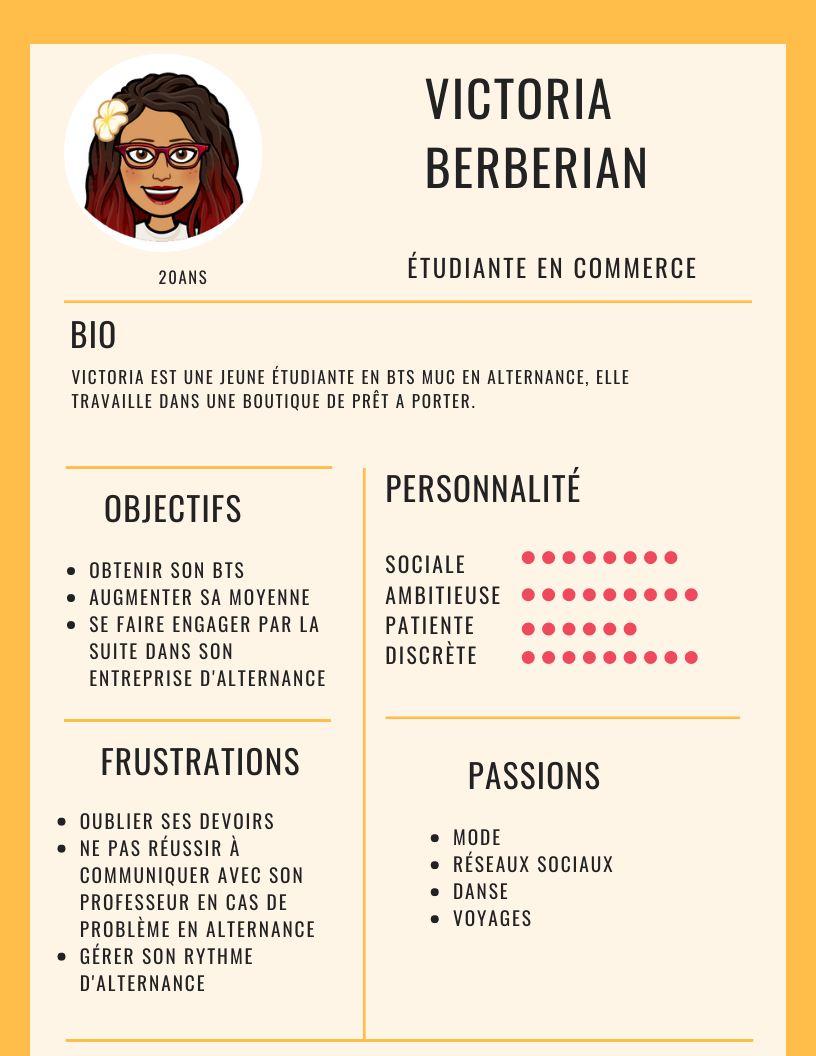 VICTORIA
BERBERIAN
20ANS
ÉTUDIANTE EN COMMERCE
BIO
VICTORIA EST UNE JEUNE ÉTUDIANTE EN BTS MUC EN ALTERNANCE, ELLE
TRAVAILLE DANS UNE BOUTIQUE DE PRÊT A PORTER.
OBJECTIFS
OBTENIR SON BTS
AUGMENTER SA MOYENNE
SE FAIRE ENGAGER PAR LA
SUITE DANS SON
ENTREPRISE D'ALTERNANCE
FRUSTRATIONS
OUBLIER SES DEVOIRS
NE PAS RÉUSSIR À
COMMUNIQUER AVEC SON
PROFESSEUR EN CAS DE
PROBLÈME EN ALTERNANCE
GÉRER SON RYTHME
D'ALTERNANCE
PERSONNALITÉ
SOCIALE
AMBITIEUSE
PATIENTE
DISCRÈTE
PASSIONS
MODE
RÉSEAUX SOCIAUX
DANSE
VOYAGES